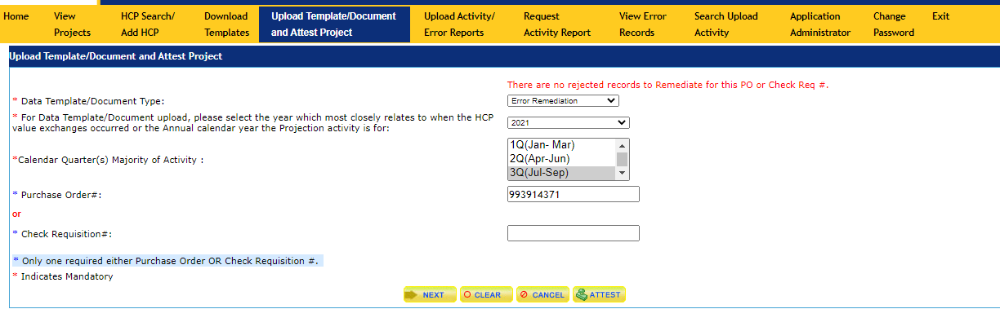 Home
View Projects
HCP Search/ Add HCP
Download Templates
Upload Template/Document and Attest Project
Upload Activity/ Error Reports
Request Activity Report
View Error Records
Search Upload Activity
Application Administrator
Change Password
Exit
Upload Template/Document and Attest Project
There are no rejected records to Remediate for this PO or Check Req #.
* Data Template/Document Type:
Error Remediation
* For Data Template/Document upload, please select the year which most closely relates to when the HCP
value exchanges occurred or the Annual calendar year the Projection activity is for:
2021
*Calendar Quarter(s) Majority of Activity :
1Q(Jan- Mar)
2Q(Apr-Jun)
3Q(Jul-Sep)
* Purchase Order#:
993914371
or
* Check Requisition#:
* Only one required either Purchase Order OR Check Requisition #.
* Indicates Mandatory
NEXT
CLEAR
CANCEL
ATTEST